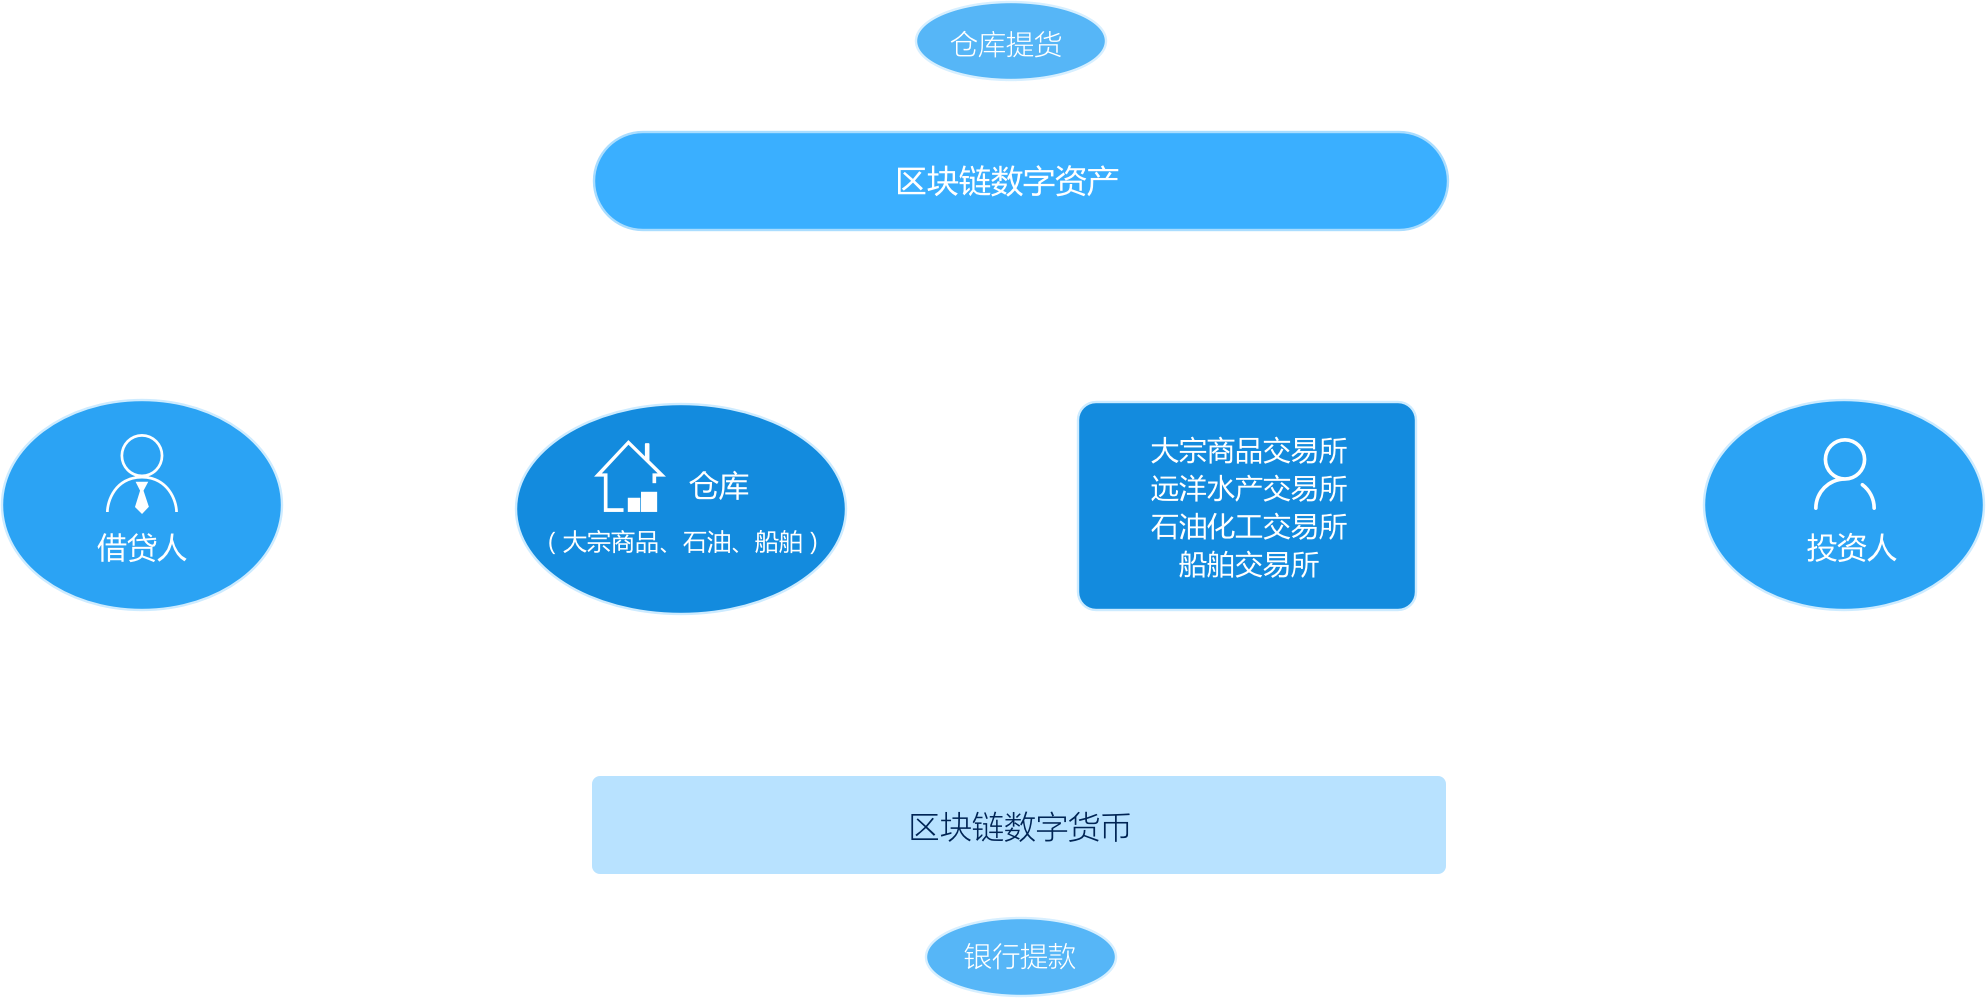 仓库提货
区块链数字资产
借贷人
仓库
（大宗商品、石油、船舶）
大宗商品交易所
远洋水产交易所
石油化工交易所
船舶交易所
投资人
区块链数字货币
银行提款